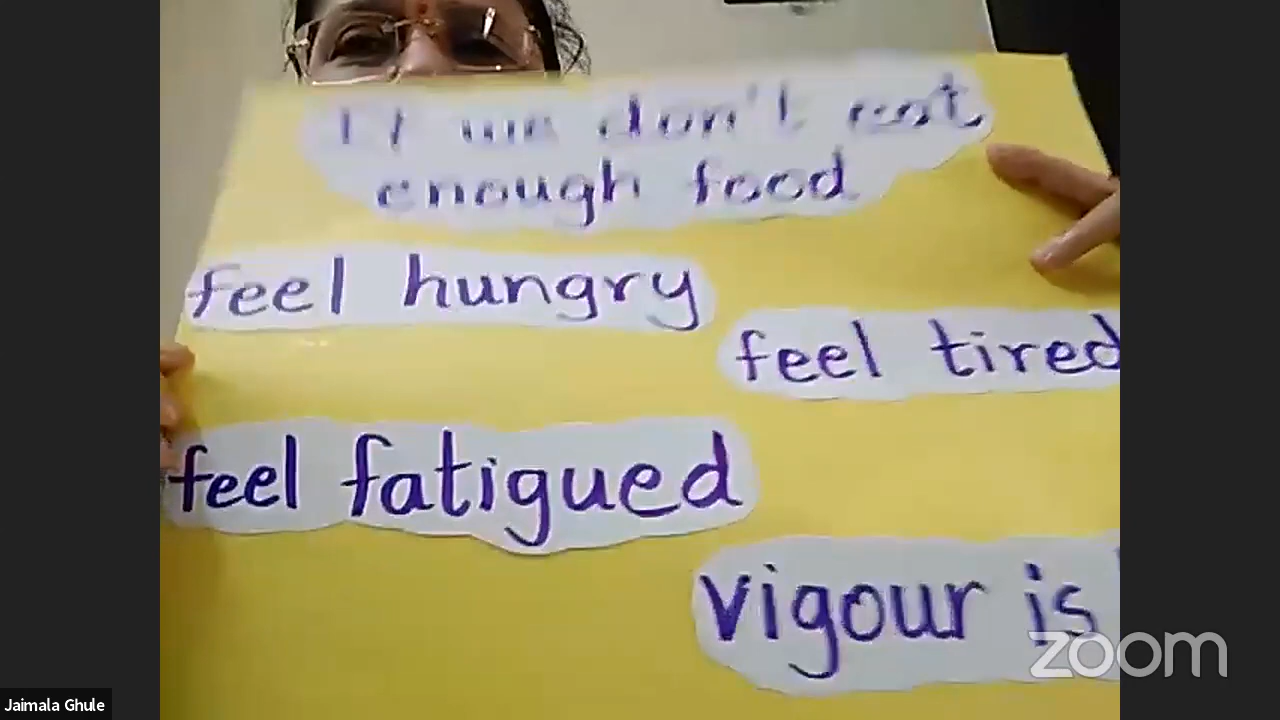 If we don't eat
enough food
feel hungry
feel tired
feel fatigued
vigour is
zoom
Jaimala Ghule